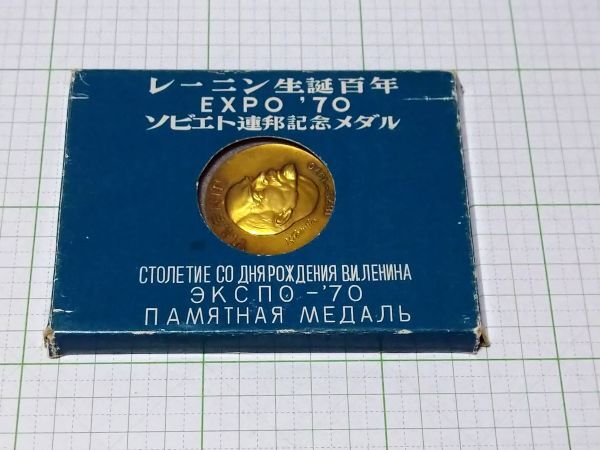 レーニン生誕百年
EXPO '70
ソビエト連邦記念メダル
СТОЛЕТИЕ СО ДНЯ РОЖДЕНИЯ В.И.ЛЕНИНА
ЭКСПО-'70
ПАМЯТНАЯ МЕДАЛЬ